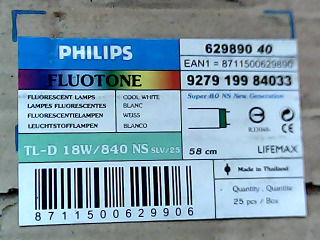 PHILIPS
629890 40
EAN1 = 8711500629890
FLUOTONE
9279 199 84033
FLUORESCENT LAMPS COOL WHITE
LAMPES FLUORESCENTES BLANC
FLUORESCENTIELAMPEN WEISS
LEUCHTSTOFFLAMPEN BLANCO
Super-80 NS New Generation
CE
TL-D 18W/840 NS SLV/25
58 cm
LIFEMAX
Made in Thailand
Quantity, Quantite
25 pcs / Box
8711500629906